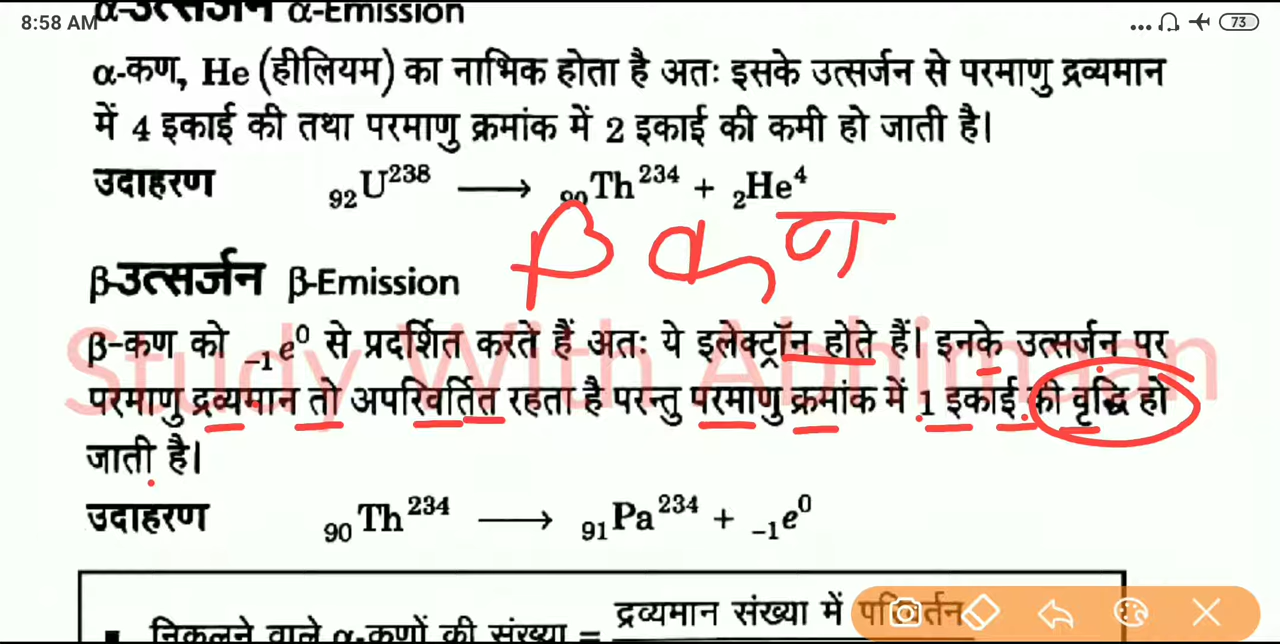 8:58 AM
73
α-उत्सर्जन α-Emission
α-कण, He (हीलियम) का नाभिक होता है अतः इसके उत्सर्जन से परमाणु द्रव्यमान
में 4 इकाई की तथा परमाणु क्रमांक में 2 इकाई की कमी हो जाती है।
उदाहरण ₉₂U²³⁸ ⟶ ₉₀Th²³⁴ + ₂He⁴
β कण
β-उत्सर्जन β-Emission
β-कण को ₋₁e⁰ से प्रदर्शित करते हैं अतः ये इलेक्ट्रॉन होते हैं। इनके उत्सर्जन पर
Study With Abhinman
परमाणु द्रव्यमान तो अपरिवर्तित रहता है परन्तु परमाणु क्रमांक में 1 इकाई की वृद्धि हो
जाती है।
उदाहरण ₉₀Th²³⁴ ⟶ ₉₁Pa²³⁴ + ₋₁e⁰
द्रव्यमान संख्या में परिवर्तन
निकलने वाले α-कणों की संख्या =